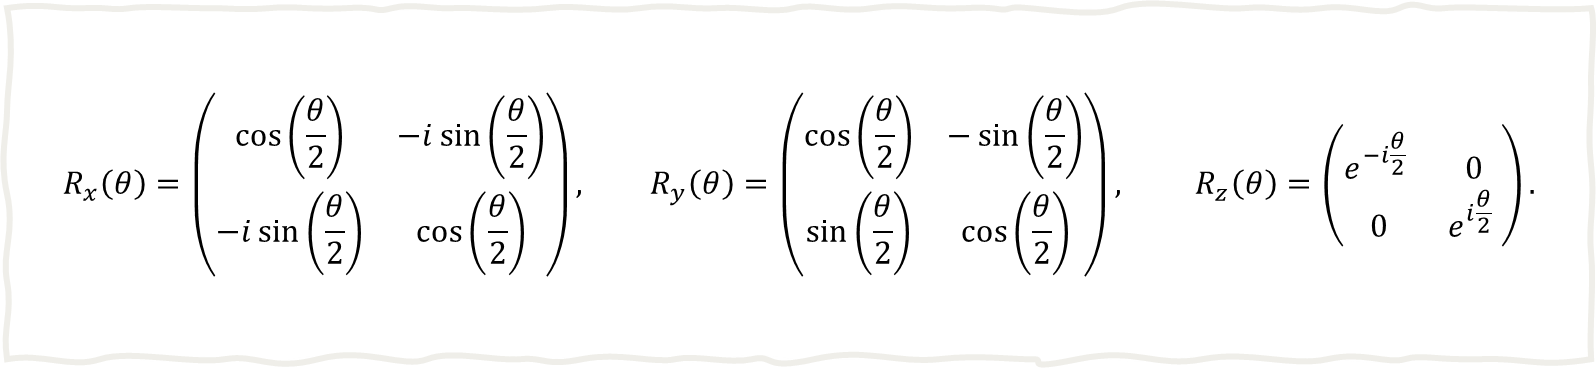 R_x(θ) = ( cos(θ/2) −i sin(θ/2) ; −i sin(θ/2) cos(θ/2) ), R_y(θ) = ( cos(θ/2) − sin(θ/2) ; sin(θ/2) cos(θ/2) ), R_z(θ) = ( e^{−iθ/2} 0 ; 0 e^{iθ/2} ).